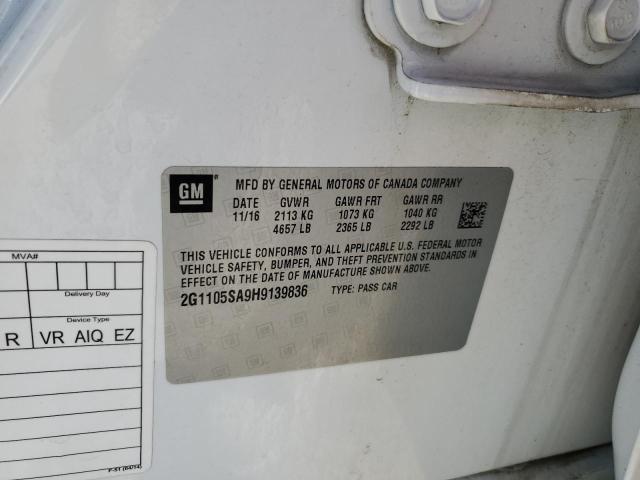 GM
MFD BY GENERAL MOTORS OF CANADA COMPANY
DATE GVWR GAWR FRT GAWR RR
11/16 2113 KG 1073 KG 1040 KG
4657 LB 2365 LB 2292 LB
THIS VEHICLE CONFORMS TO ALL APPLICABLE U.S. FEDERAL MOTOR
VEHICLE SAFETY, BUMPER, AND THEFT PREVENTION STANDARDS IN
EFFECT ON THE DATE OF MANUFACTURE SHOWN ABOVE.
2G1105SA9H9139836 TYPE: PASS CAR
MVA#
Delivery Day
Device Type
R VR AIQ EZ
F-51 (04/14)